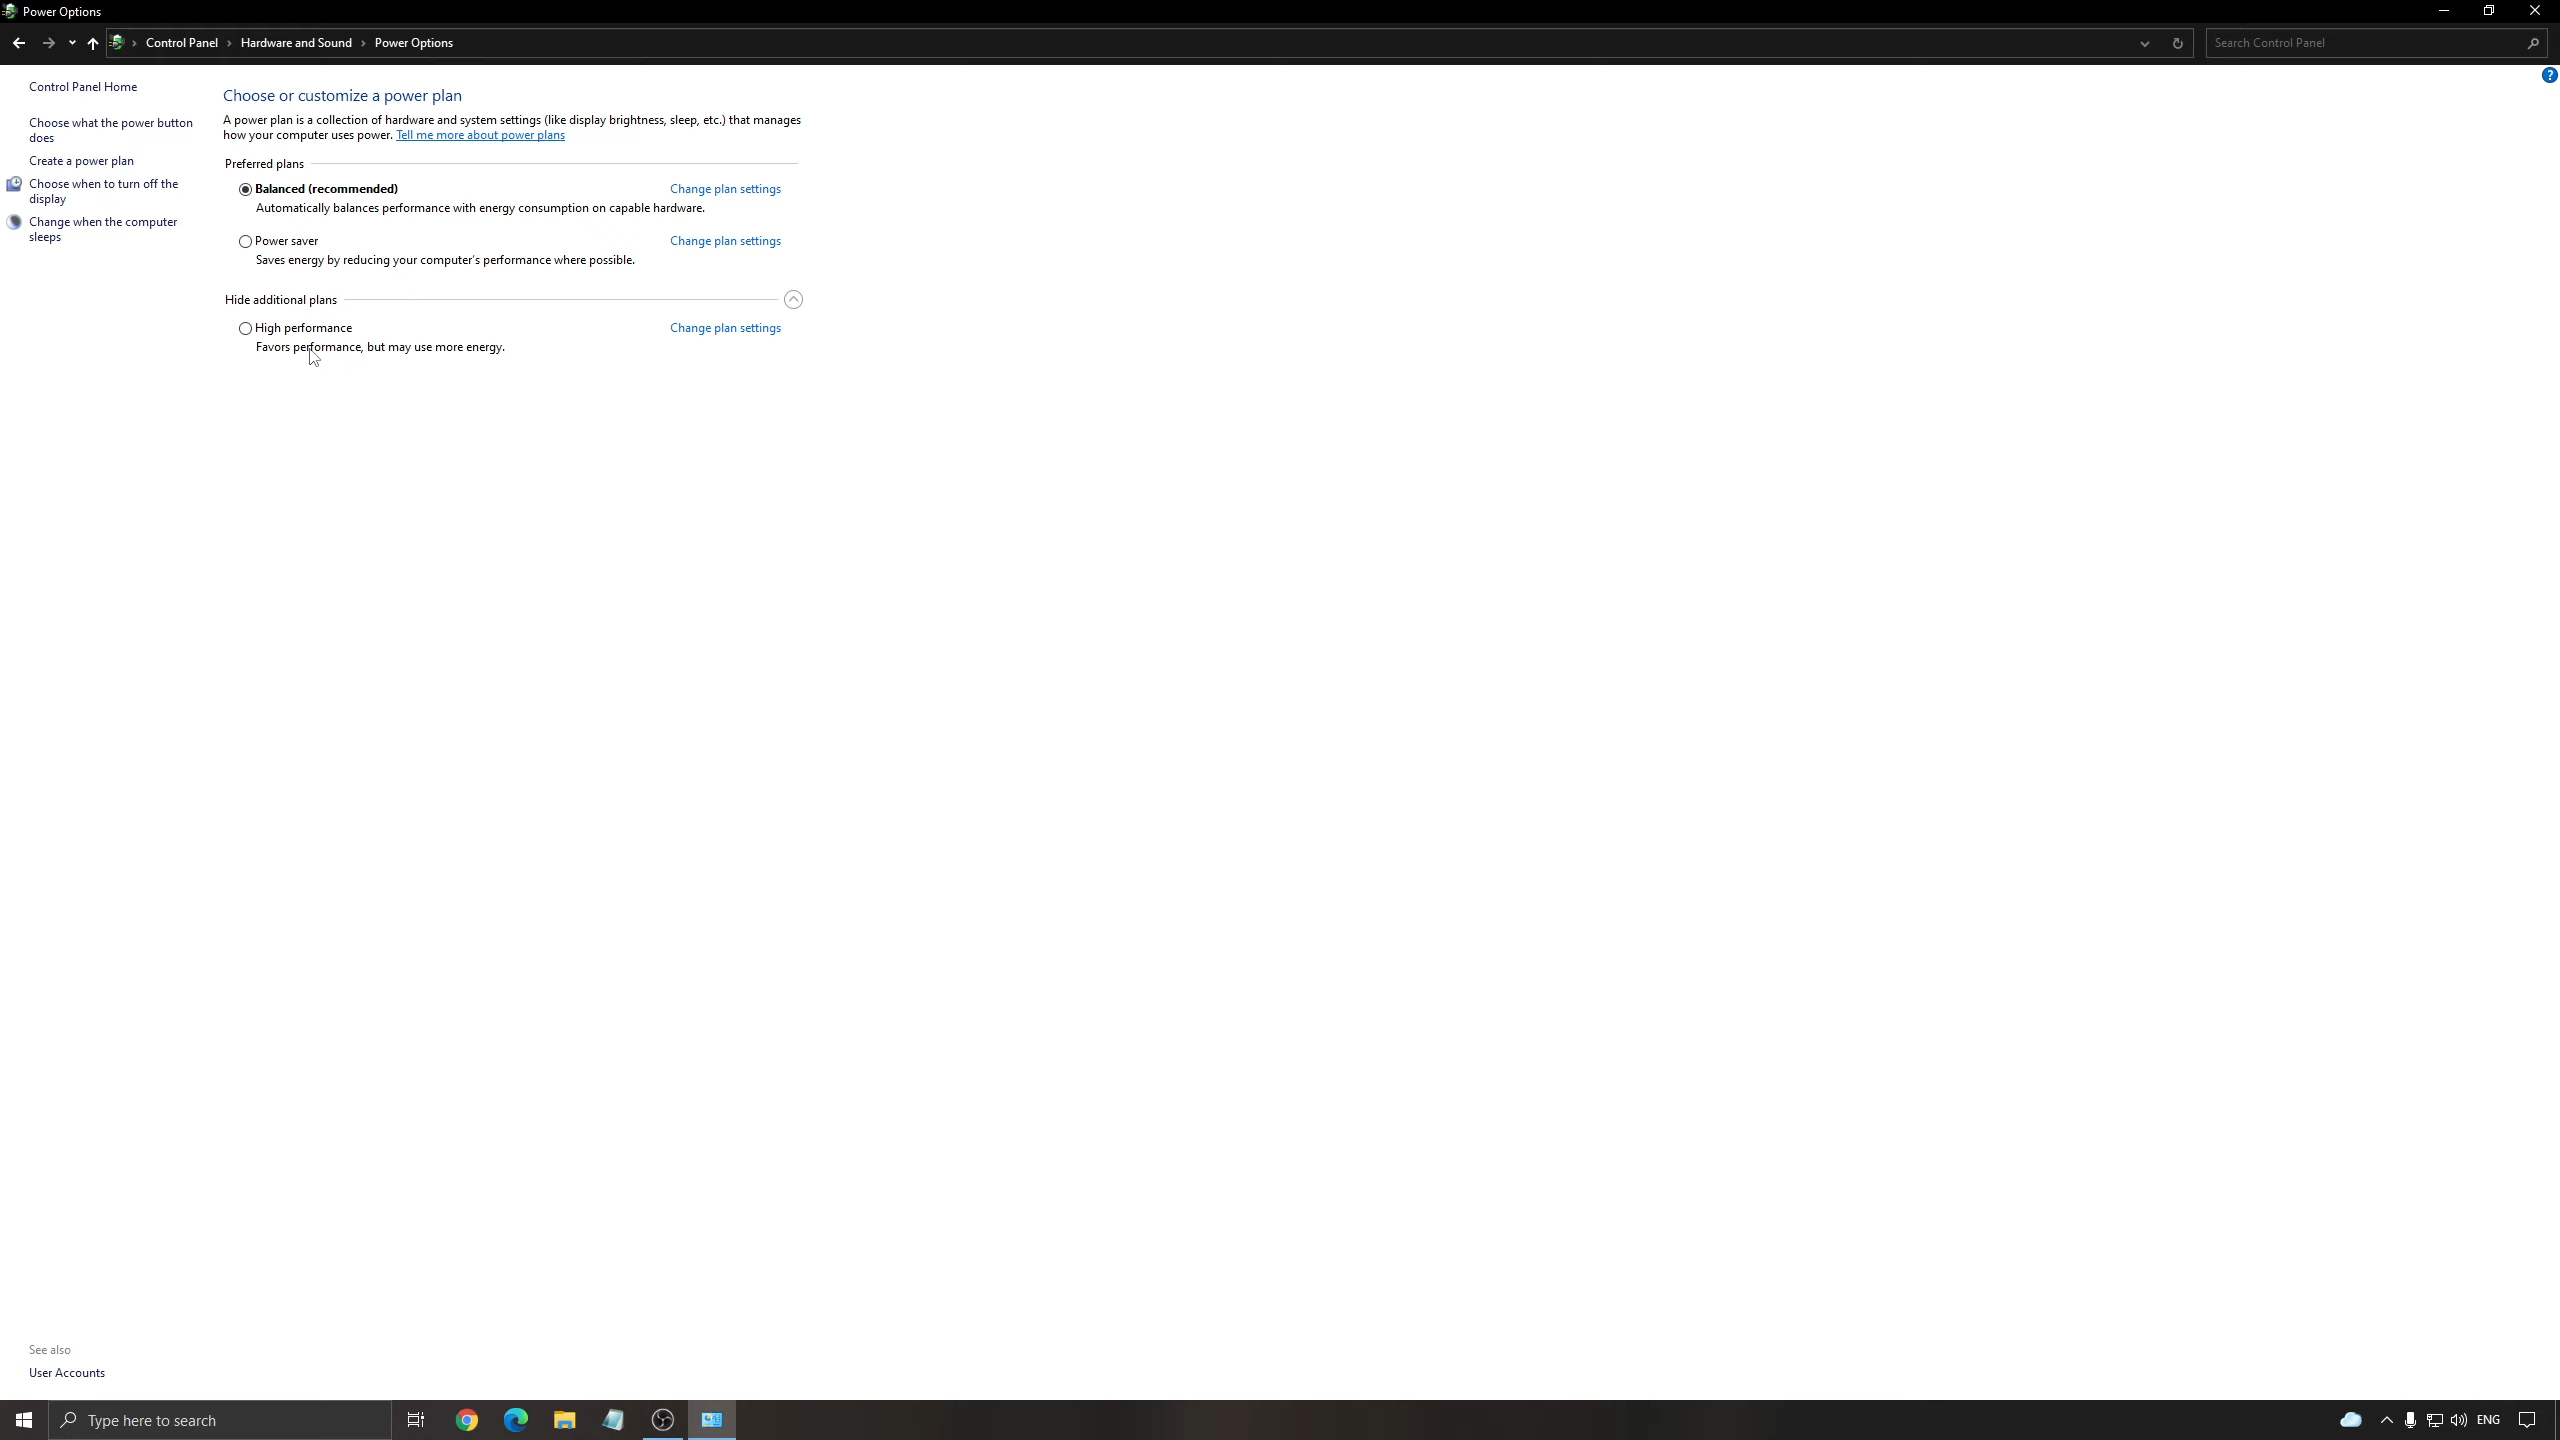 Power Options
Control Panel
Hardware and Sound
Power Options
Search Control Panel
Control Panel Home
Choose what the power button
does
Create a power plan
Choose when to turn off the
display
Change when the computer
sleeps
Choose or customize a power plan
A power plan is a collection of hardware and system settings (like display brightness, sleep, etc.) that manages
how your computer uses power. Tell me more about power plans
Preferred plans
Balanced (recommended)
Change plan settings
Automatically balances performance with energy consumption on capable hardware.
Power saver
Change plan settings
Saves energy by reducing your computer's performance where possible.
Hide additional plans
High performance
Change plan settings
Favors performance, but may use more energy.
See also
User Accounts
Type here to search
ENG